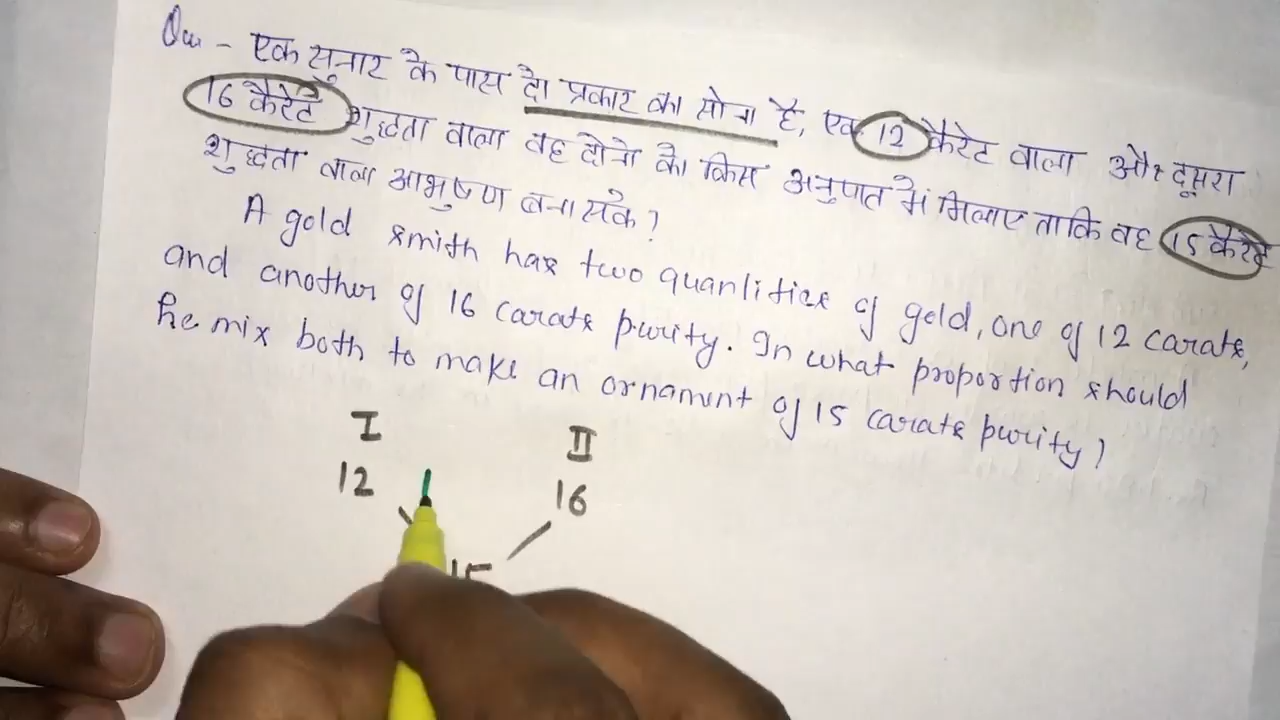 Que - एक सुनार के पास दो प्रकार का सोना है, एक 12 कैरेट वाला और दूसरा
16 कैरेट शुद्धता वाला वह दोनो को किस अनुपात में मिलाए ताकि वह 15 कैरेट
शुद्धता वाला आभुषण बना सके?
A gold smith has two quanlities of gold, one of 12 carats,
and another of 16 carats purity. In what proportion should
he mix both to make an ornament of 15 carats purity?
I II
12 16
15